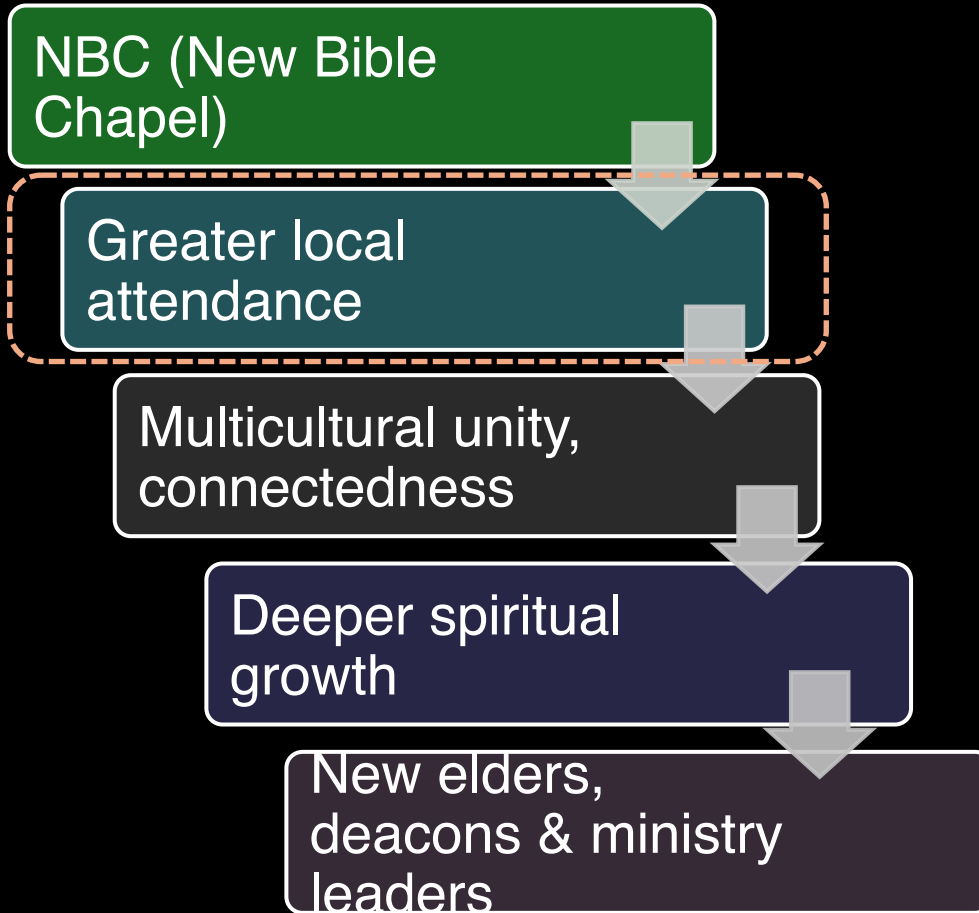 NBC (New Bible
Chapel)
Greater local
attendance
Multicultural unity,
connectedness
Deeper spiritual
growth
New elders,
deacons & ministry
leaders